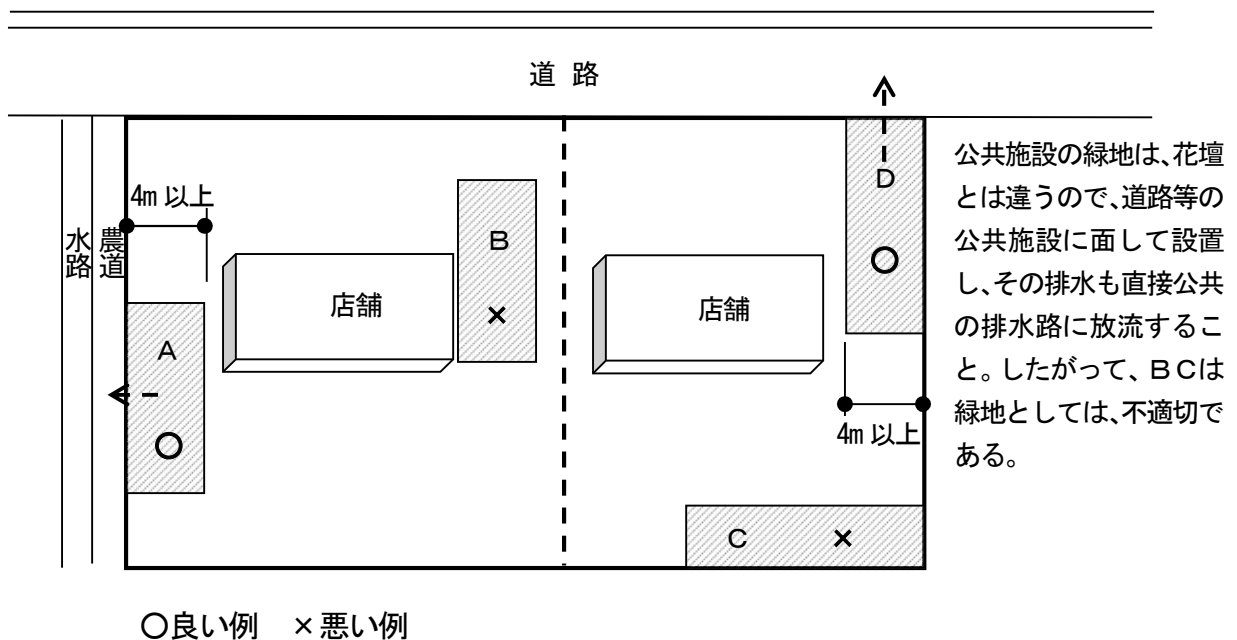 道 路
4m 以上
水路
農道
A
〇
店舗
B
×
店舗
D
〇
4m 以上
C ×
公共施設の緑地は、花壇
とは違うので、道路等の
公共施設に面して設置
し、その排水も直接公共
の排水路に放流するこ
と。したがって、ＢＣは
緑地としては、不適切で
ある。
〇良い例 ×悪い例